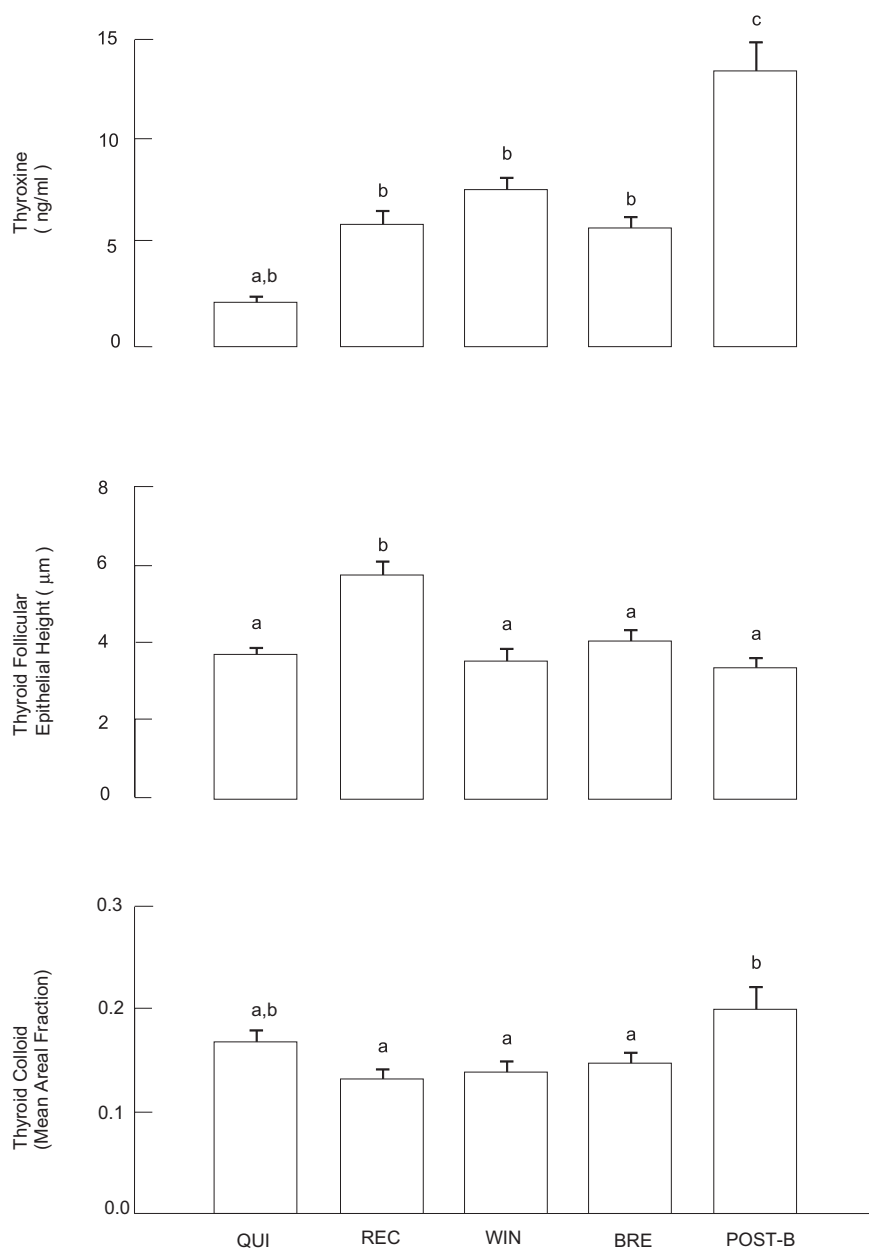 c
15
Thyroxine
( ng/ml )
10
b
b
b
5
a,b
0
8
Thyroid Follicular
Epithelial Height ( μm )
b
6
a
a
a
a
4
2
0
0.3
Thyroid Colloid
(Mean Areal Fraction)
b
0.2
a,b
a
a
a
0.1
0.0
QUI REC WIN BRE POST-B